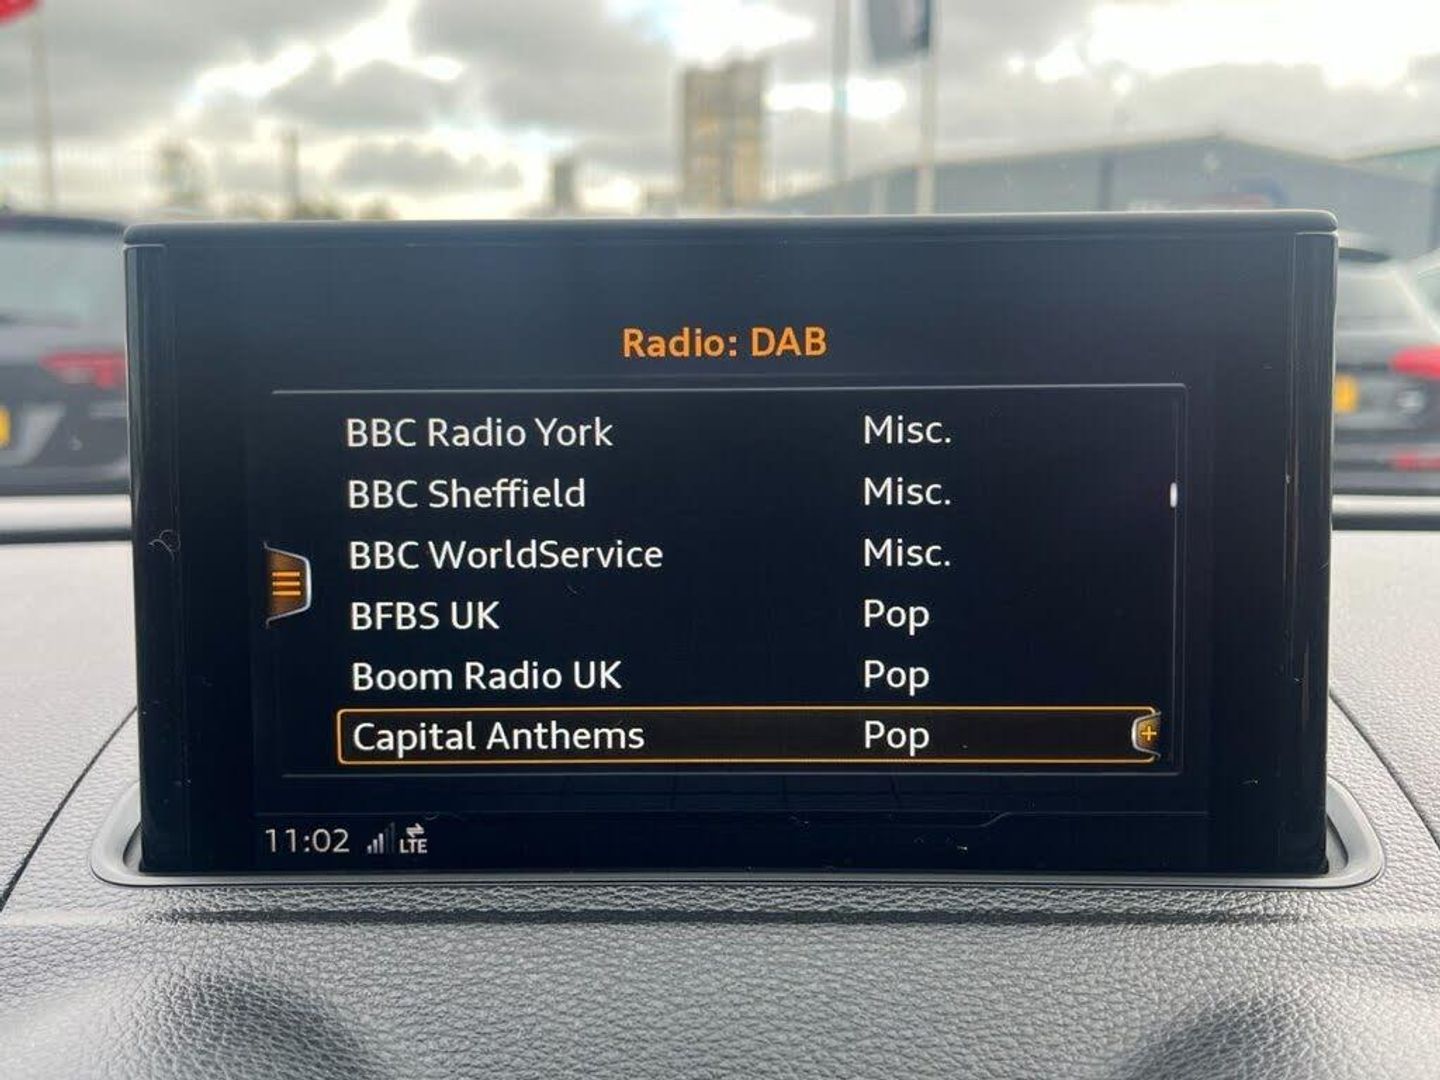 Radio: DAB
BBC Radio York Misc.
BBC Sheffield Misc.
BBC WorldService Misc.
BFBS UK Pop
Boom Radio UK Pop
Capital Anthems Pop
11:02 LTE